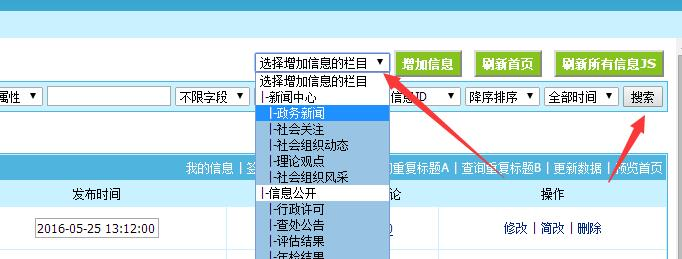 选择增加信息的栏目 增加信息 刷新首页 刷新所有信息JS
选择增加信息的栏目
|-新闻中心
属性 不限字段 信息ID 降序排序 全部时间 搜索
|-政务新闻
|-社会关注
|-社会组织动态
|-理论观点
|-社会组织风采
我的信息 | 查询重复标题A | 查询重复标题B | 更新数据 | 预览首页
|-信息公开
发布时间 操作
|-行政许可
|-查处公告
2016-05-25 13:12:00 修改 | 简改 | 删除
|-评估结果
|-年检结果